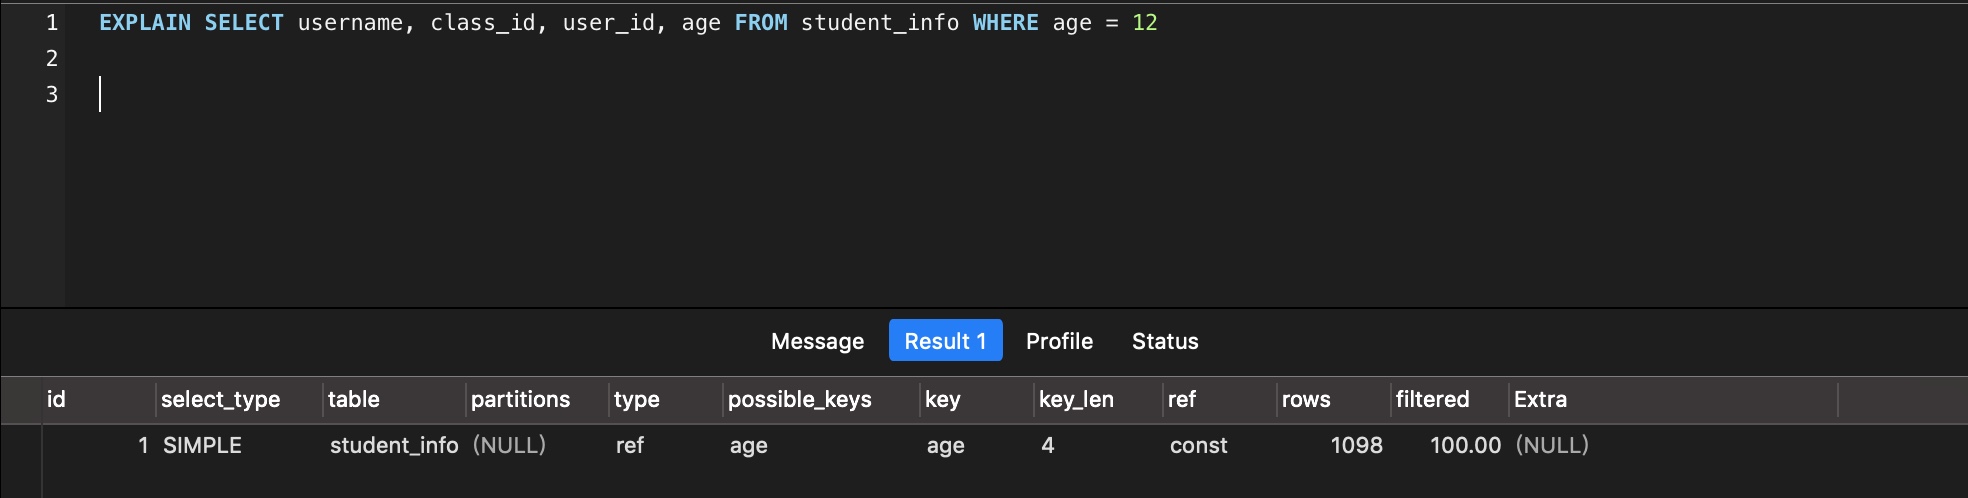 1 EXPLAIN SELECT username, class_id, user_id, age FROM student_info WHERE age = 12
2
3
Message Result 1 Profile Status
id select_type table partitions type possible_keys key key_len ref rows filtered Extra
1 SIMPLE student_info (NULL) ref age age 4 const 1098 100.00 (NULL)